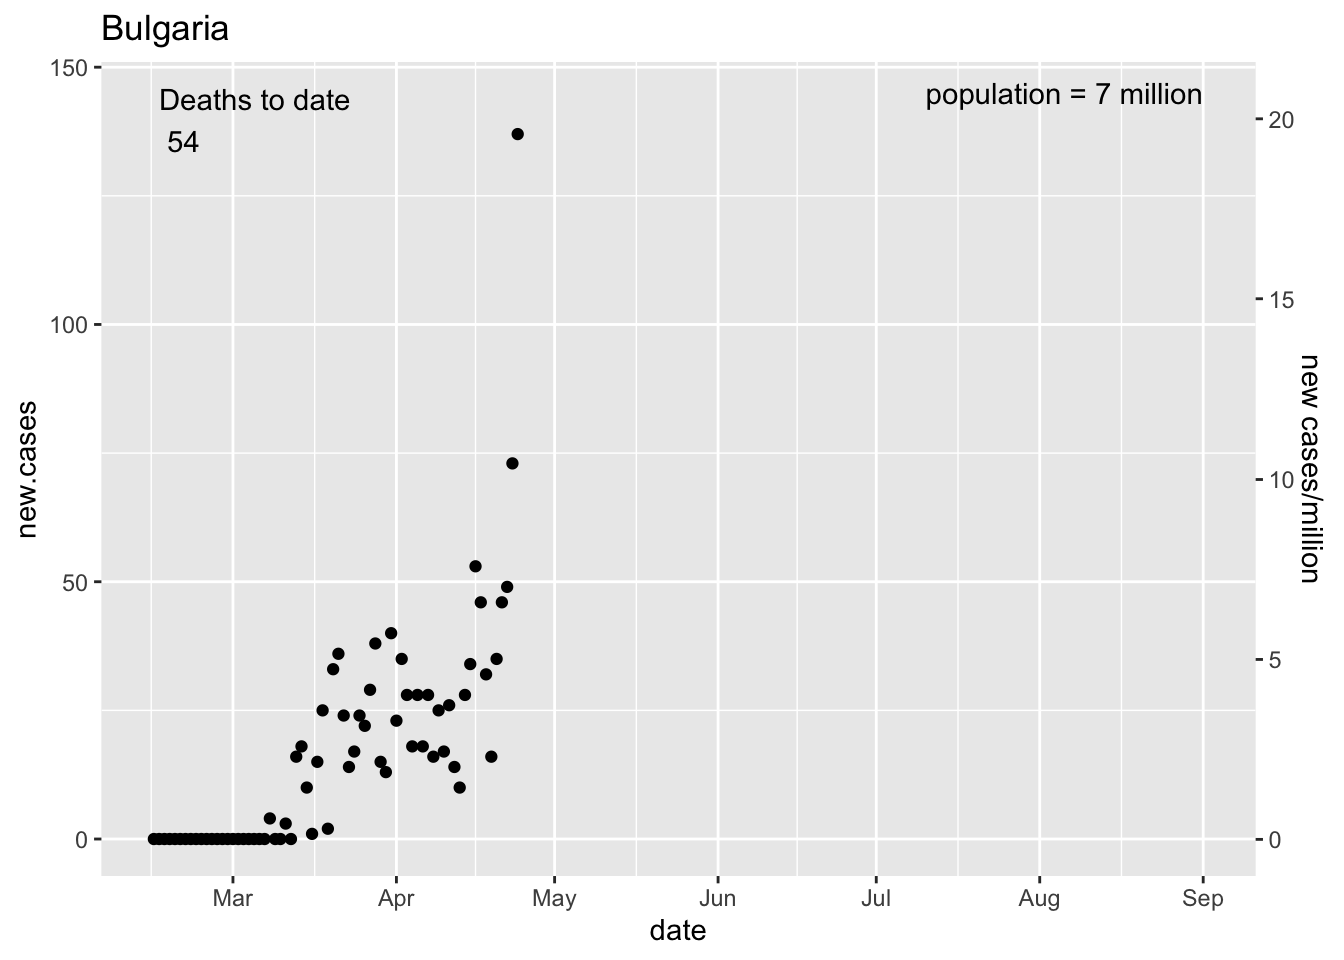 Bulgaria
150
100
50
0
new.cases
Deaths to date
54
population = 7 million
20
15
10
5
0
new cases/million
Mar Apr May Jun Jul Aug Sep
date